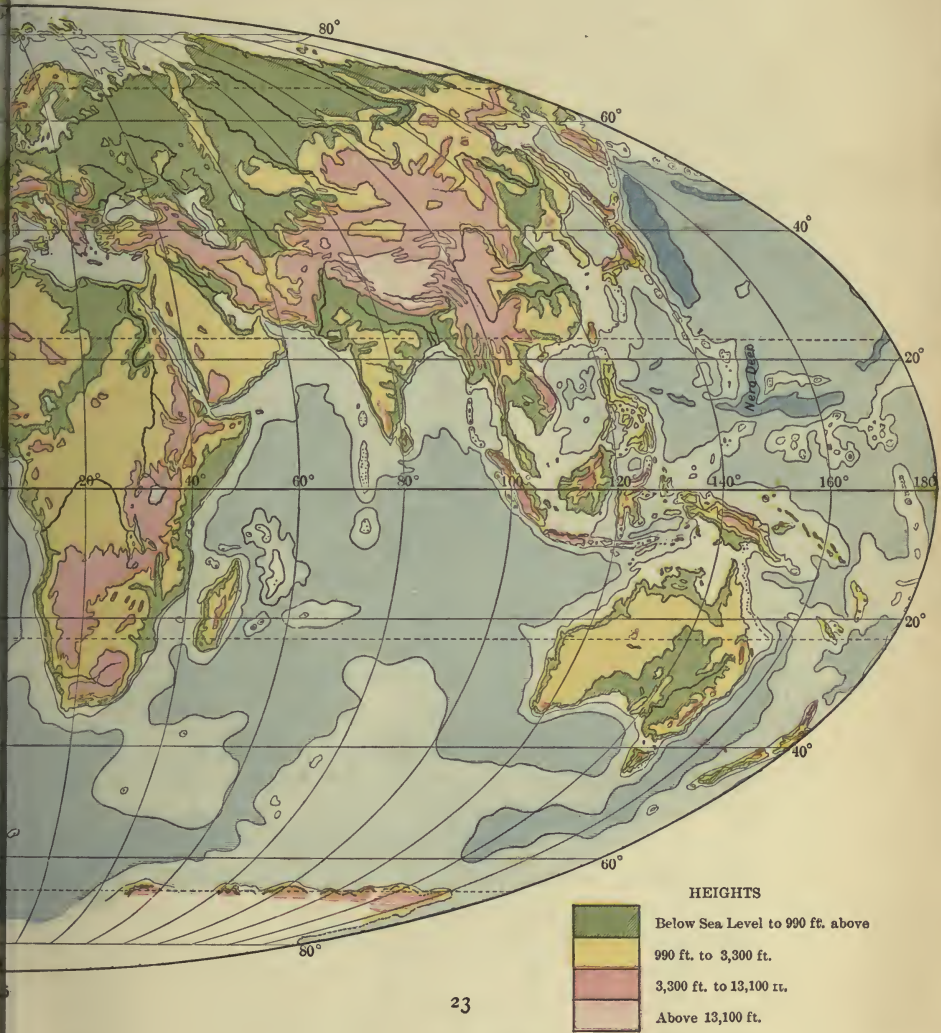 80°
60°
40°
20°
Nero Deep
20° 40° 60° 80° 100° 120° 140° 160° 180
20°
40°
60°
80°
HEIGHTS
Below Sea Level to 990 ft. above
990 ft. to 3,300 ft.
3,300 ft. to 13,100 ft.
Above 13,100 ft.
23